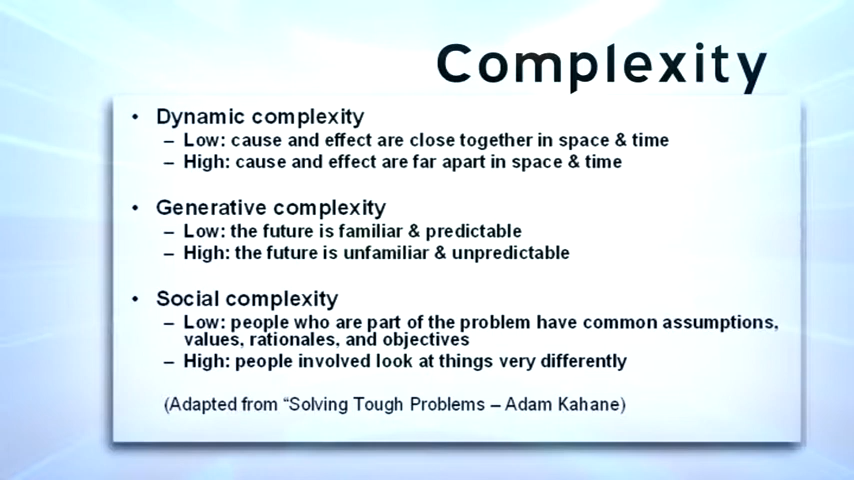 Complexity
• Dynamic complexity
– Low: cause and effect are close together in space & time
– High: cause and effect are far apart in space & time
• Generative complexity
– Low: the future is familiar & predictable
– High: the future is unfamiliar & unpredictable
• Social complexity
– Low: people who are part of the problem have common assumptions,
values, rationales, and objectives
– High: people involved look at things very differently
(Adapted from “Solving Tough Problems – Adam Kahane)